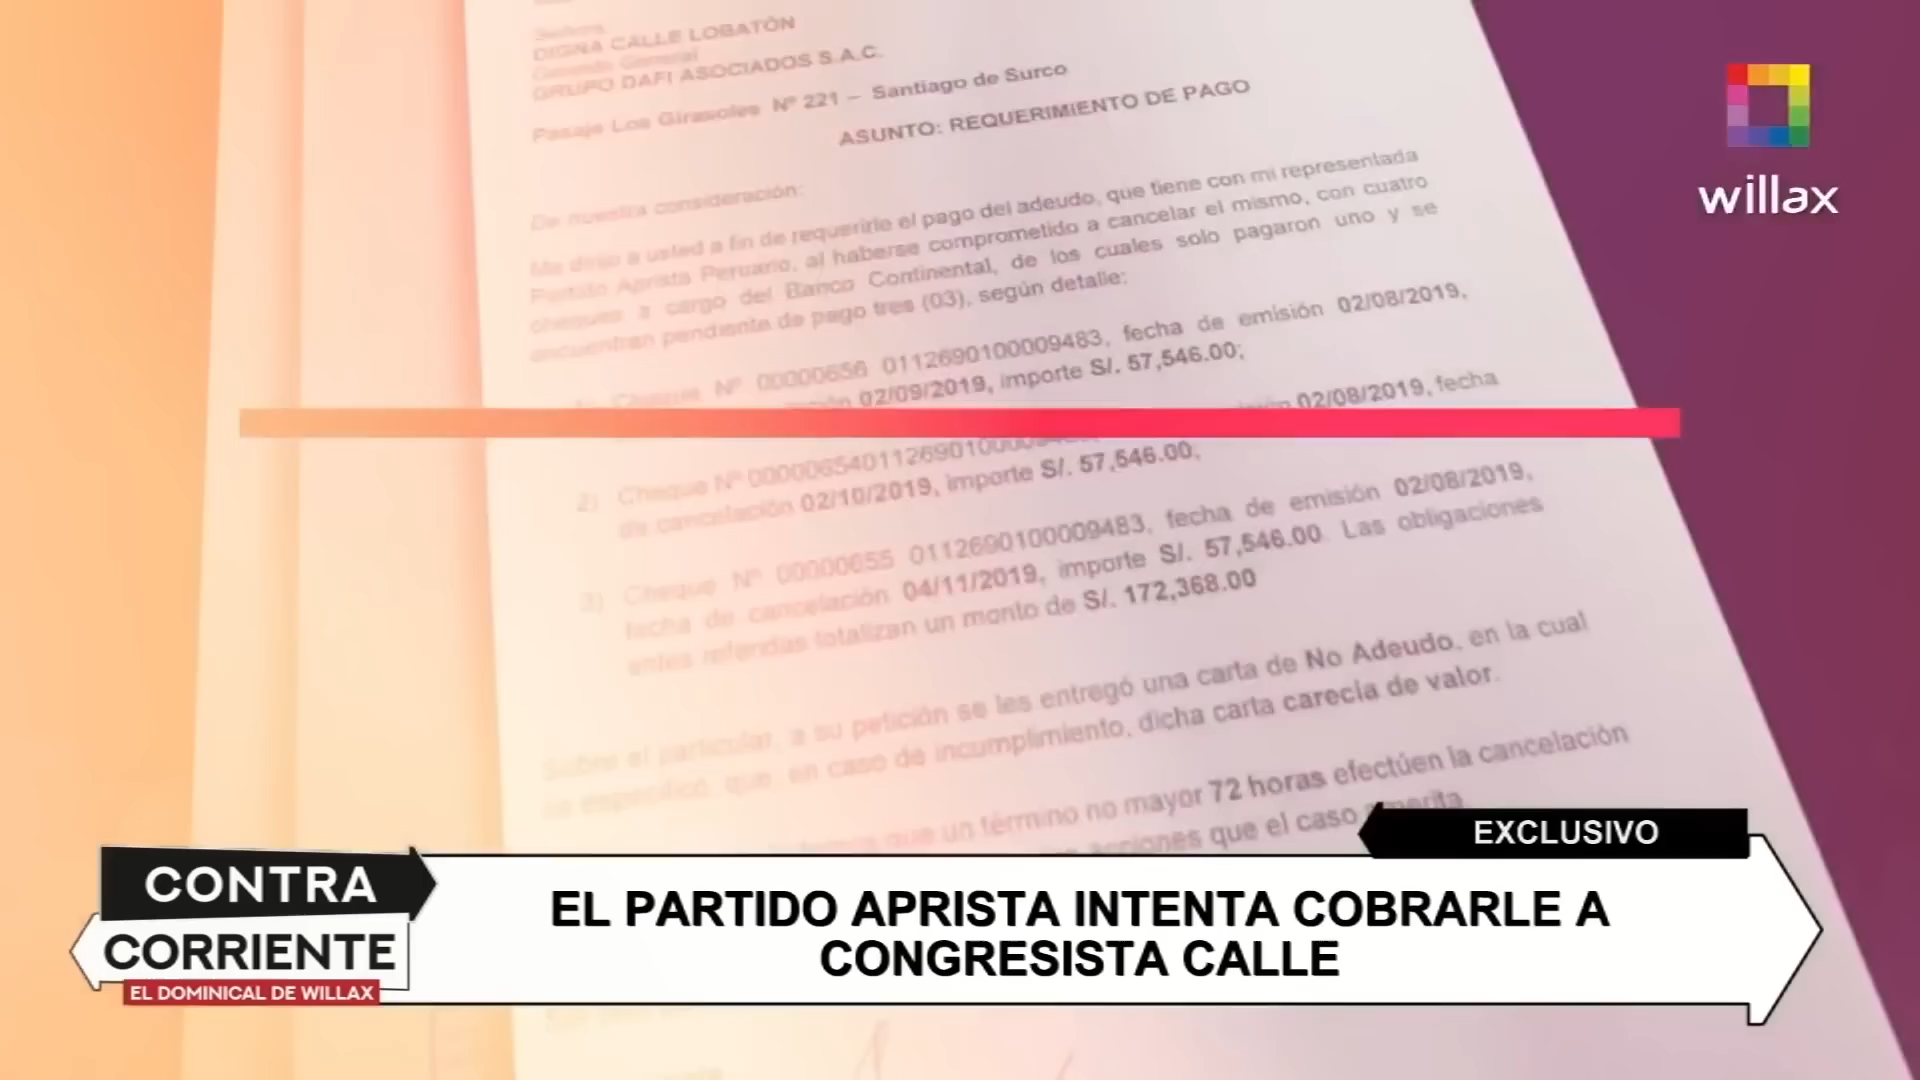 Señora
DIGNA CALLE LOBATÓN
Gerente General
GRUPO DAFI ASOCIADOS S.A.C.
Pasaje Los Girasoles Nº 221 – Santiago de Surco
ASUNTO: REQUERIMIENTO DE PAGO
De nuestra consideración:
Me dirijo a usted a fin de requerirle el pago del adeudo, que tiene con mi representada
Partido Aprista Peruano, al haberse comprometido a cancelar el mismo, con cuatro
cheques a cargo del Banco Continental, de los cuales solo pagaron uno y se
encuentran pendiente de pago tres (03), según detalle:
1) Cheque Nº 00000656 0112690100009483, fecha de emisión 02/08/2019,
02/09/2019, importe S/. 57,546.00;
02/08/2019, fecha
2) Cheque Nº
de cancelación 02/10/2019, importe S/. 57,546.00;
3) Cheque Nº 00000655 0112690100009483, fecha de emisión 02/08/2019,
fecha de cancelación 04/11/2019, importe S/. 57,546.00. Las obligaciones
antes referidas totalizan un monto de S/. 172,368.00
Sobre el particular, a su petición se les entregó una carta de No Adeudo, en la cual
se especificó, que, en caso de incumplimiento, dicha carta carecía de valor.
que un término no mayor 72 horas efectúen la cancelación
acciones que el caso amerita
willax
EXCLUSIVO
CONTRA
CORRIENTE
EL DOMINICAL DE WILLAX
EL PARTIDO APRISTA INTENTA COBRARLE A
CONGRESISTA CALLE